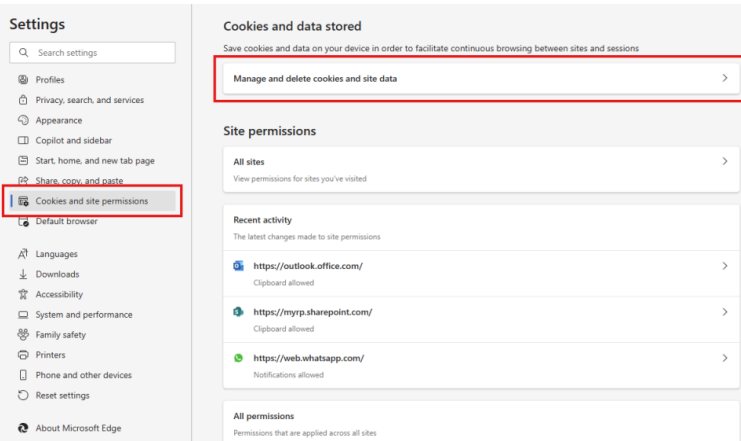 Settings
Search settings
Profiles
Privacy, search, and services
Appearance
Copilot and sidebar
Start, home, and new tab page
Share, copy, and paste
Cookies and site permissions
Default browser
Languages
Downloads
Accessibility
System and performance
Family safety
Printers
Phone and other devices
Reset settings
About Microsoft Edge
Cookies and data stored
Save cookies and data on your device in order to facilitate continuous browsing between sites and sessions
Manage and delete cookies and site data
Site permissions
All sites
View permissions for sites you've visited
Recent activity
The latest changes made to site permissions
https://outlook.office.com/
Clipboard allowed
https://myrp.sharepoint.com/
Clipboard allowed
https://web.whatsapp.com/
Notifications allowed
All permissions
Permissions that are applied across all sites